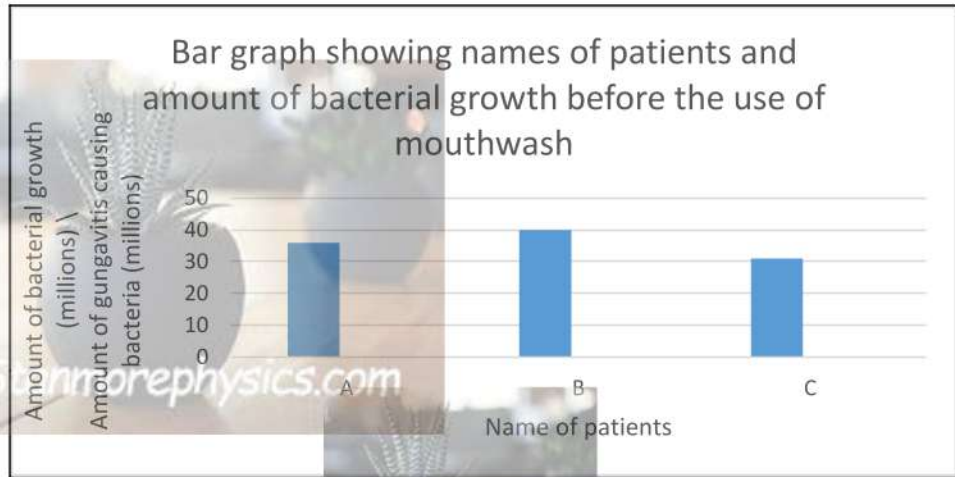 Bar graph showing names of patients and
amount of bacterial growth before the use of
mouthwash
Amount of bacterial growth
(millions) \
Amount of gungavitis causing
bacteria (millions)
50
40
30
20
10
0
A B C
Name of patients
Stanmorephysics.com